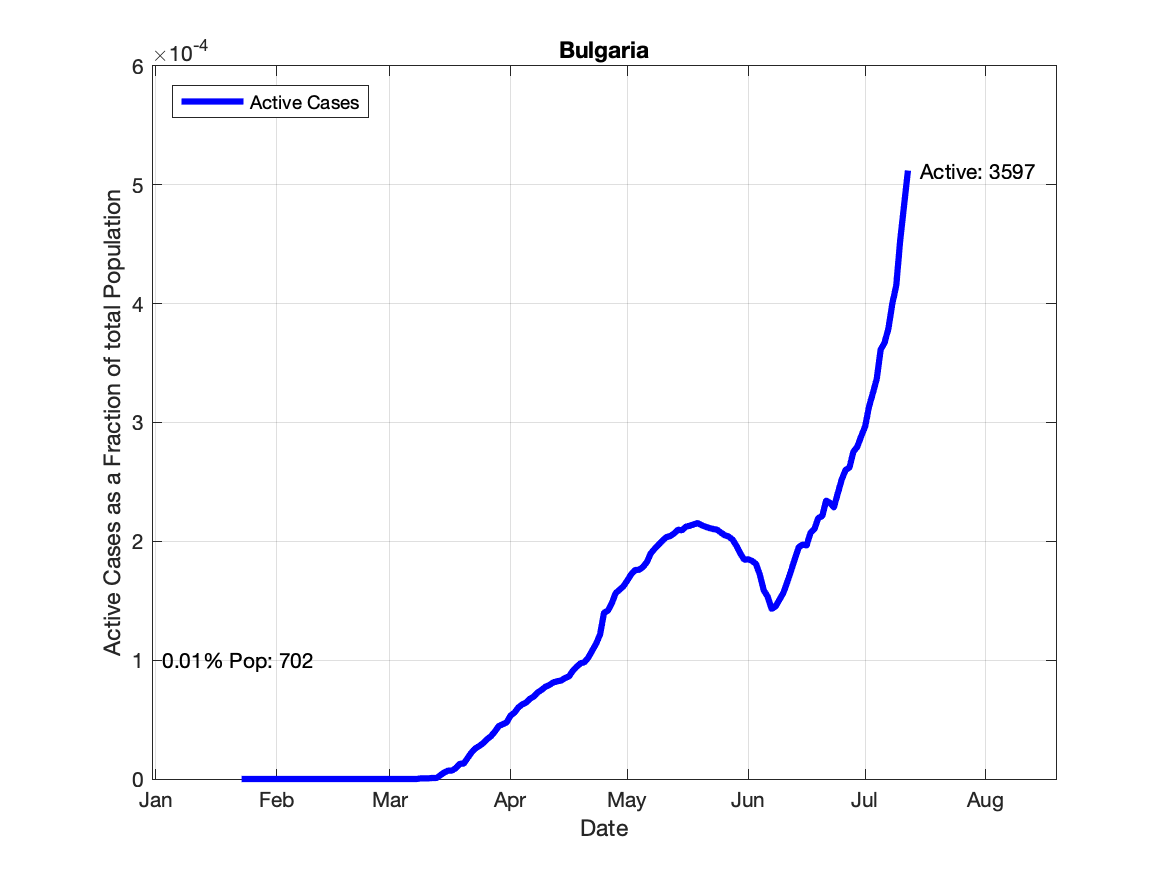 Bulgaria
×10⁻⁴
Active Cases
Active: 3597
0.01% Pop: 702
6
5
4
3
2
1
0
Active Cases as a Fraction of total Population
Jan Feb Mar Apr May Jun Jul Aug
Date